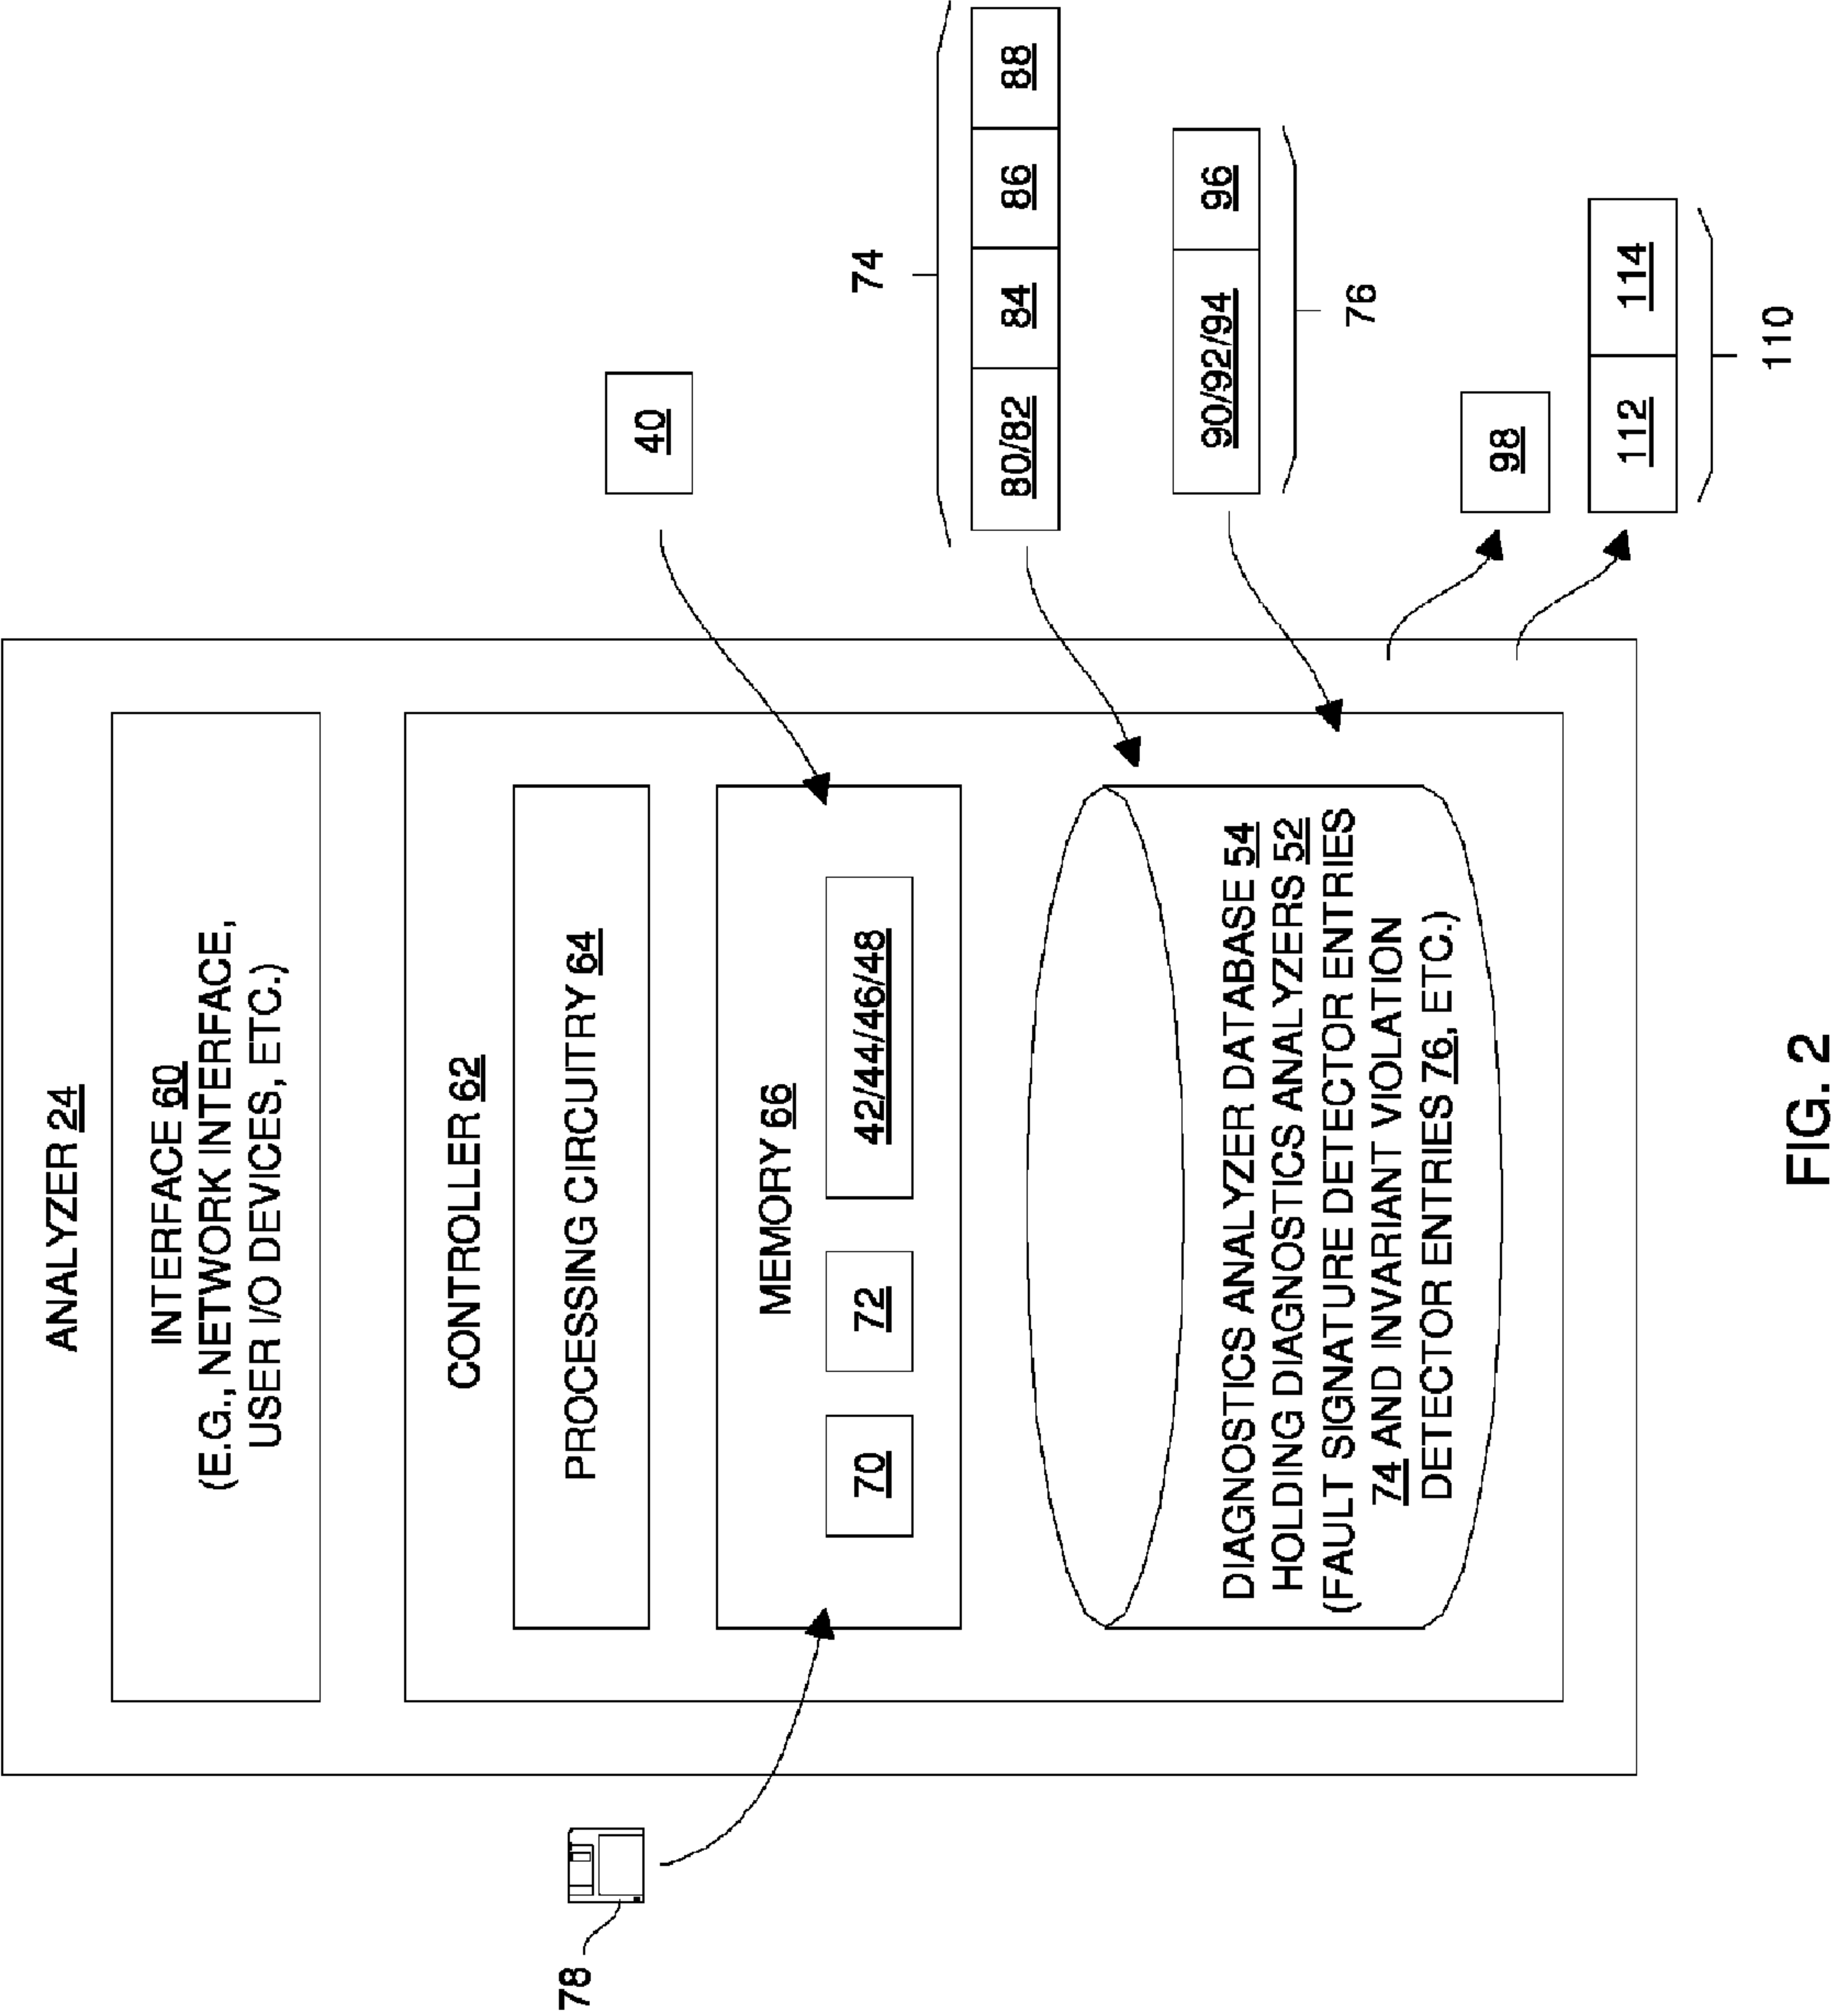 ANALYZER 24
INTERFACE 60
(E.G., NETWORK INTERFACE,
USER I/O DEVICES, ETC.)
CONTROLLER 62
PROCESSING CIRCUITRY 64
78
MEMORY 66
70
72
42/44/46/48
40
DIAGNOSTICS ANALYZER DATABASE 54
HOLDING DIAGNOSTICS ANALYZERS 52
(FAULT SIGNATURE DETECTOR ENTRIES
74 AND INVARIANT VIOLATION
DETECTOR ENTRIES 76, ETC.)
74
80/82
84
86
88
90/92/94
96
76
98
112
114
110
FIG. 2